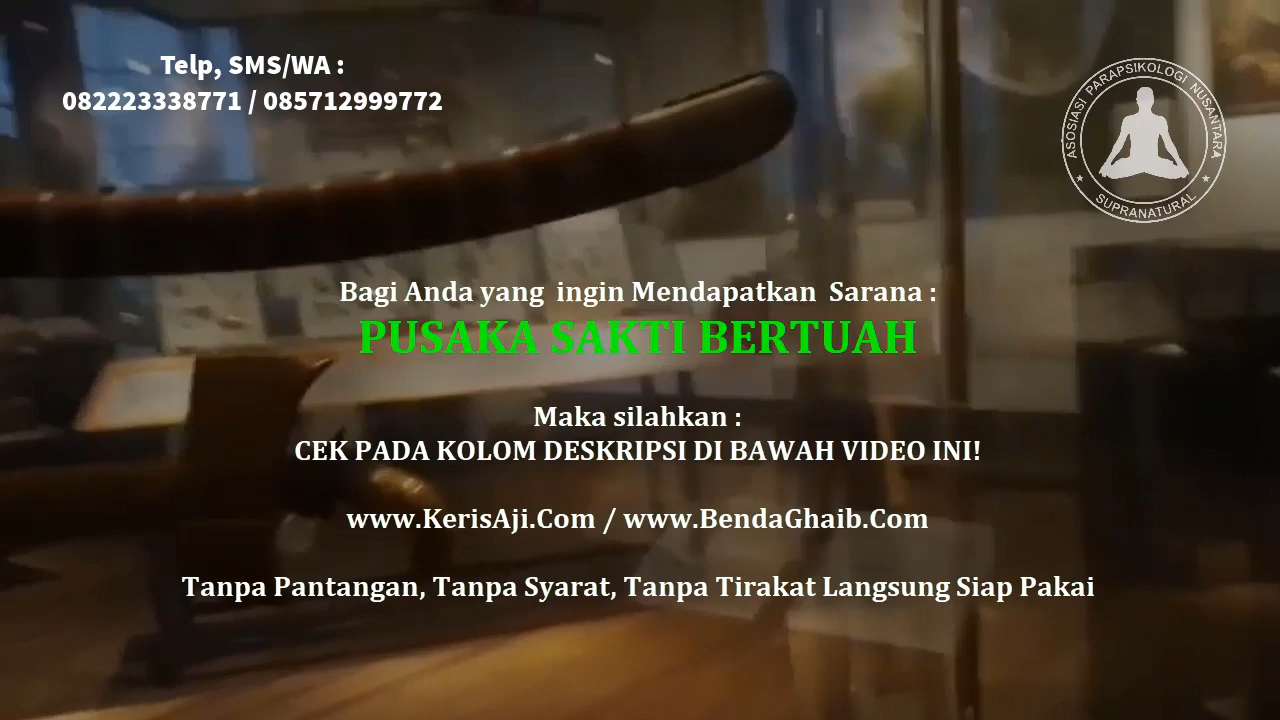 Telp, SMS/WA :
082223338771 / 085712999772
ASOSIASI PARAPSIKOLOGI NUSANTARA
SUPRANATURAL
Bagi Anda yang ingin Mendapatkan Sarana :
PUSAKA SAKTI BERTUAH
Maka silahkan :
CEK PADA KOLOM DESKRIPSI DI BAWAH VIDEO INI!
www.KerisAji.Com / www.BendaGhaib.Com
Tanpa Pantangan, Tanpa Syarat, Tanpa Tirakat Langsung Siap Pakai